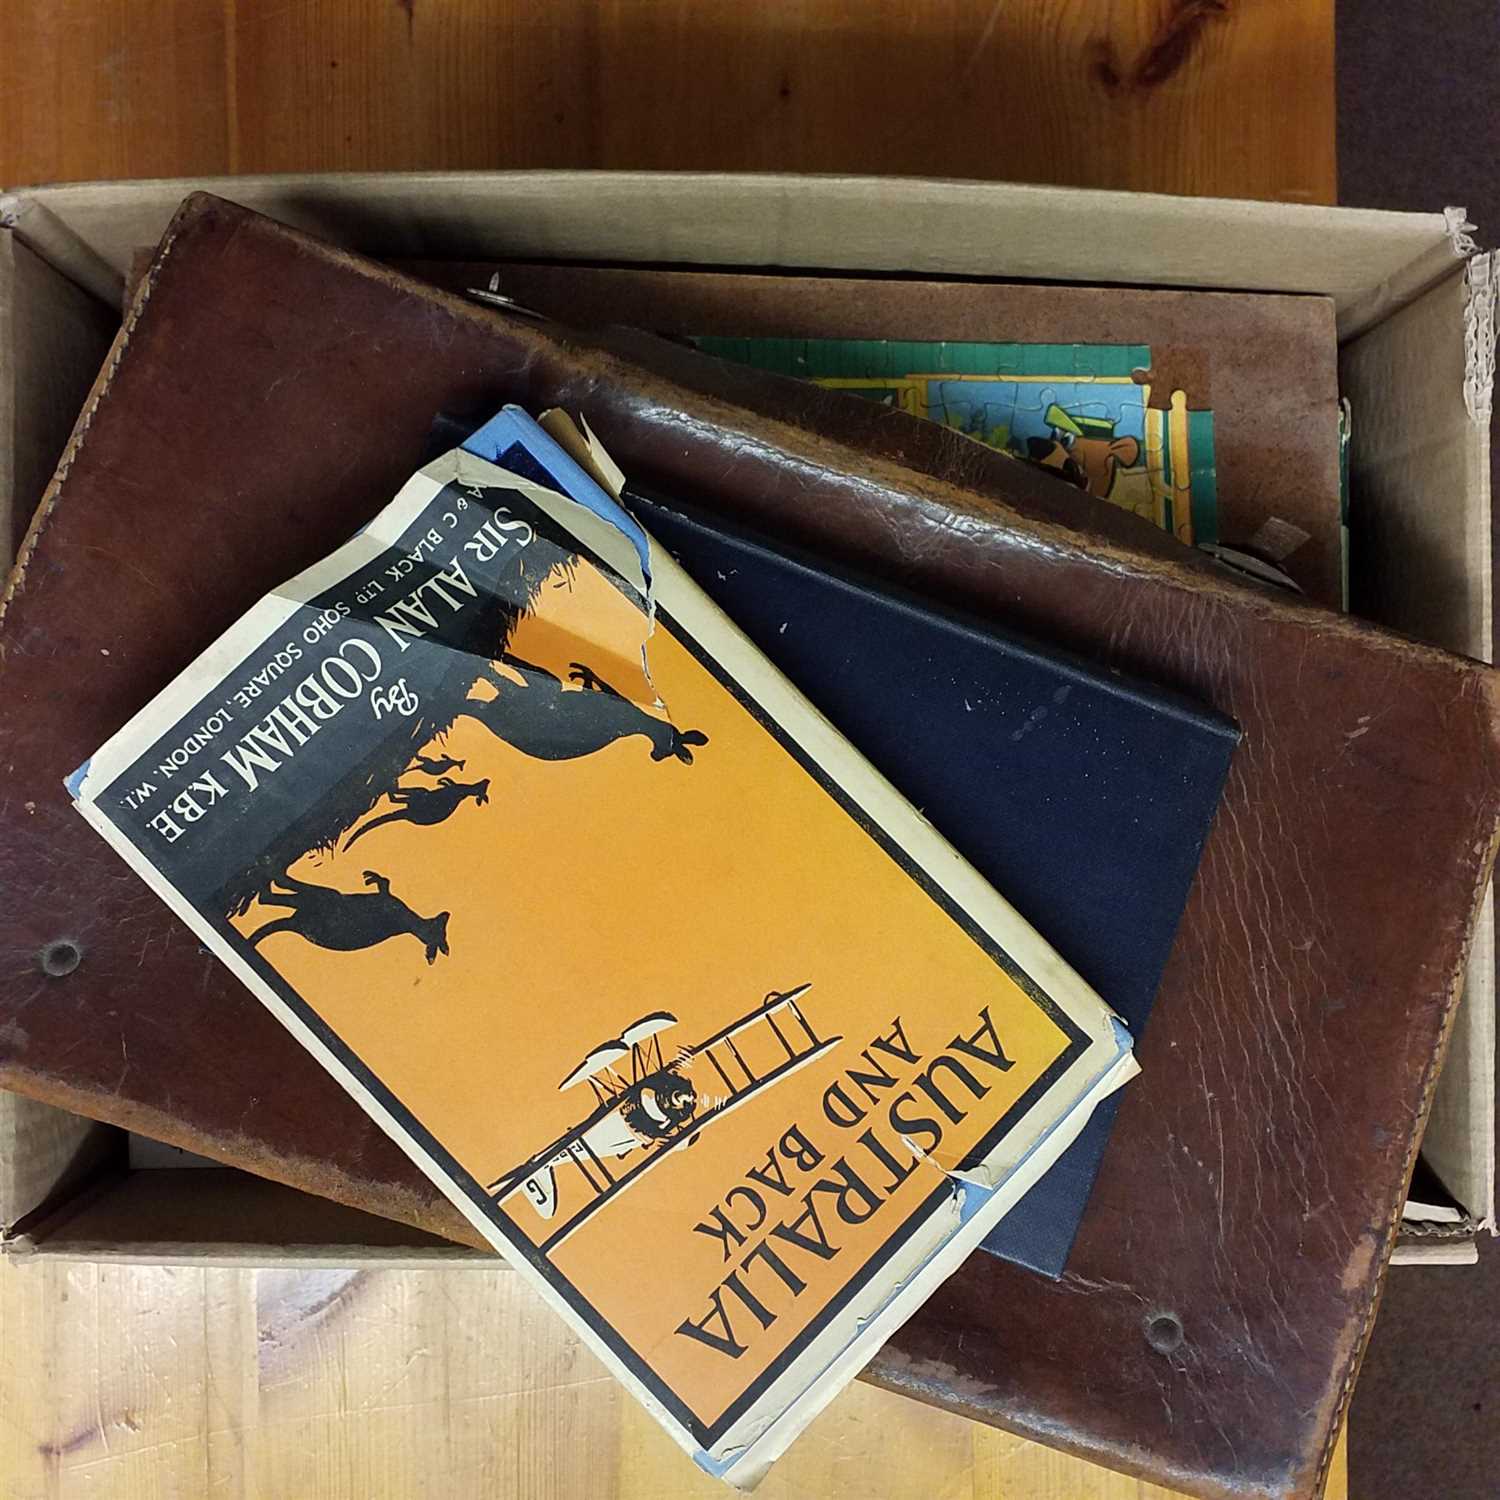 AUSTRALIA
AND BACK
G
By
SIR ALAN COBHAM K.B.E.
A & C BLACK LTD SOHO SQUARE, LONDON. W.1.